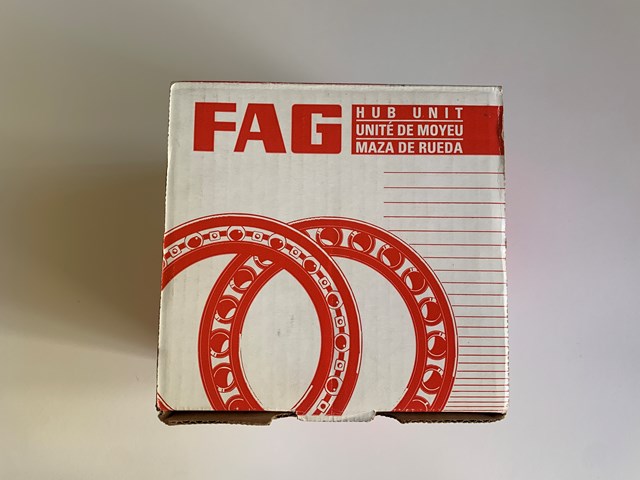 FAG
HUB UNIT
UNITÉ DE MOYEU
MAZA DE RUEDA